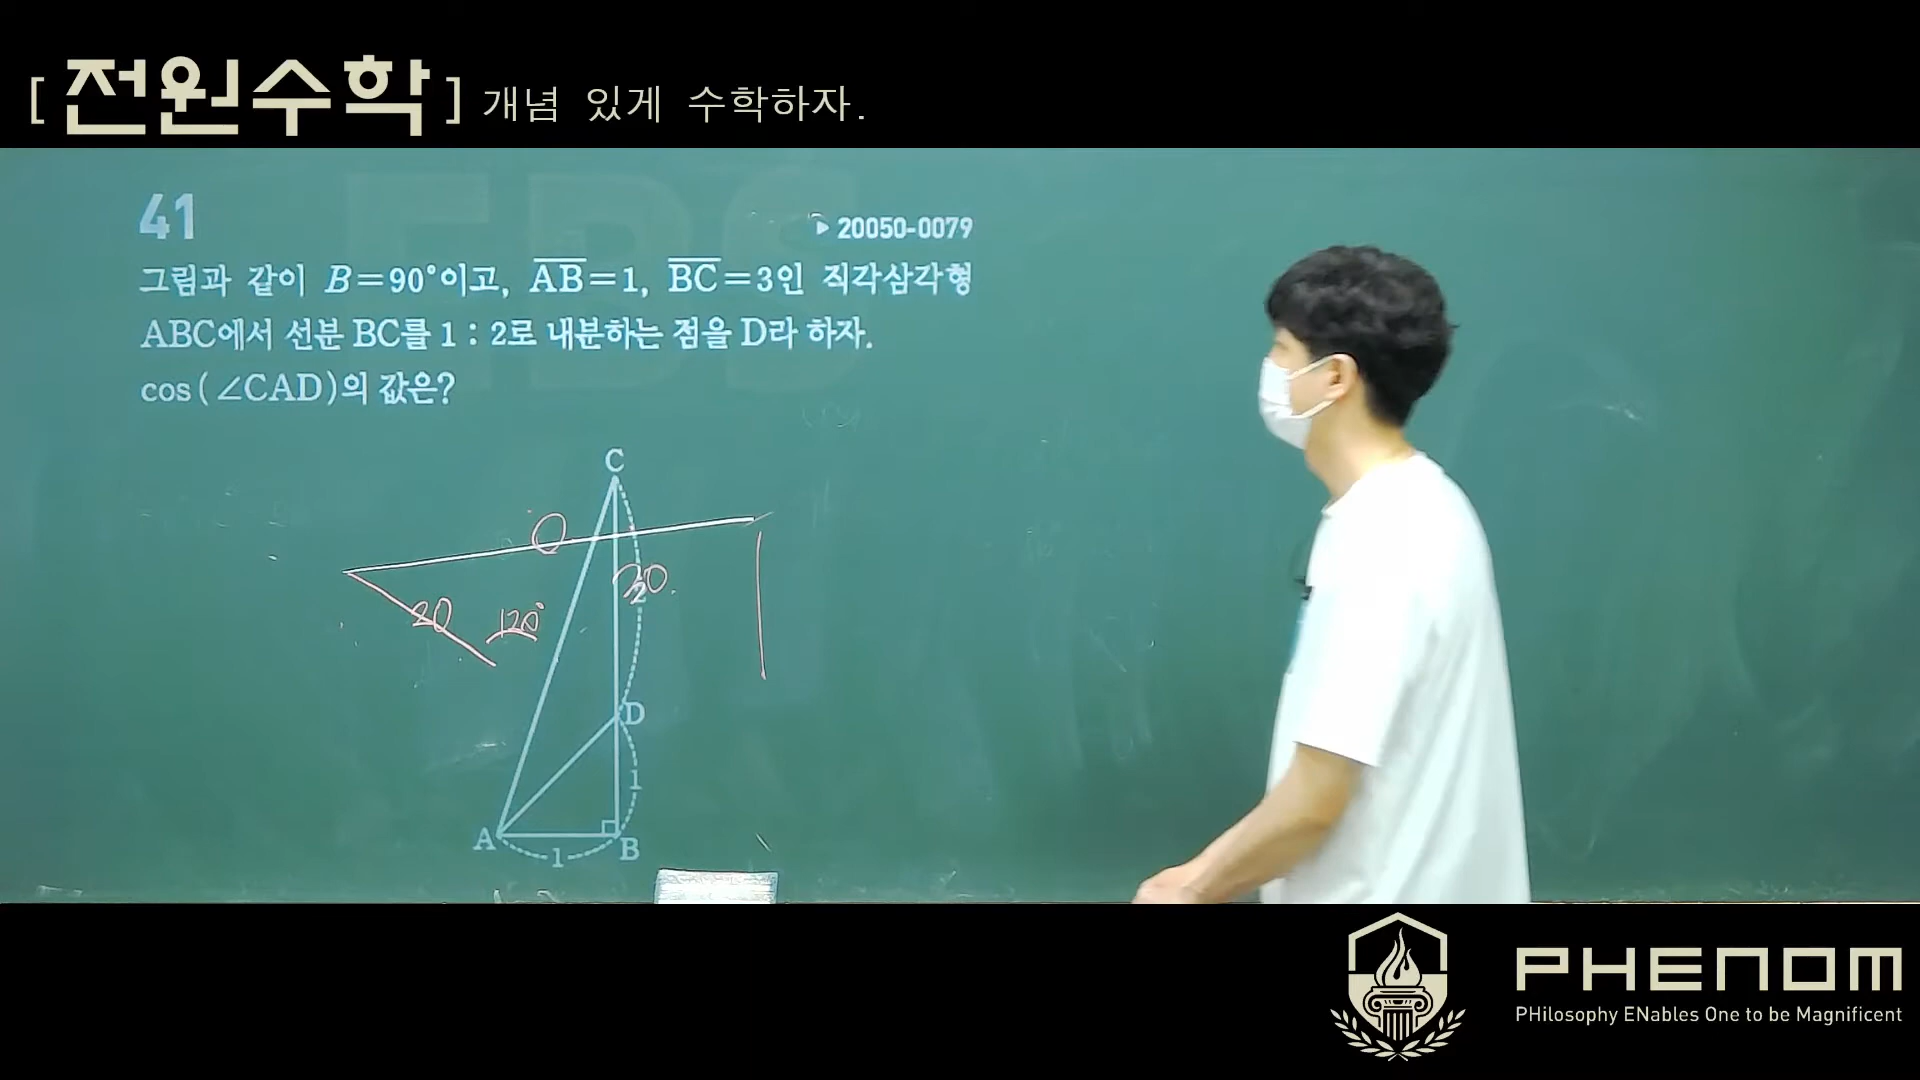 [ 전원수학 ] 개념 있게 수학하자.
41
▶ 20050-0079
그림과 같이 B=90°이고, AB=1, BC=3인 직각삼각형
ABC에서 선분 BC를 1 : 2로 내분하는 점을 D라 하자.
cos(∠CAD)의 값은?
C
20
120°
30.
2
D
1
A
1
B
PHENOM
PHilosophy ENables One to be Magnificent